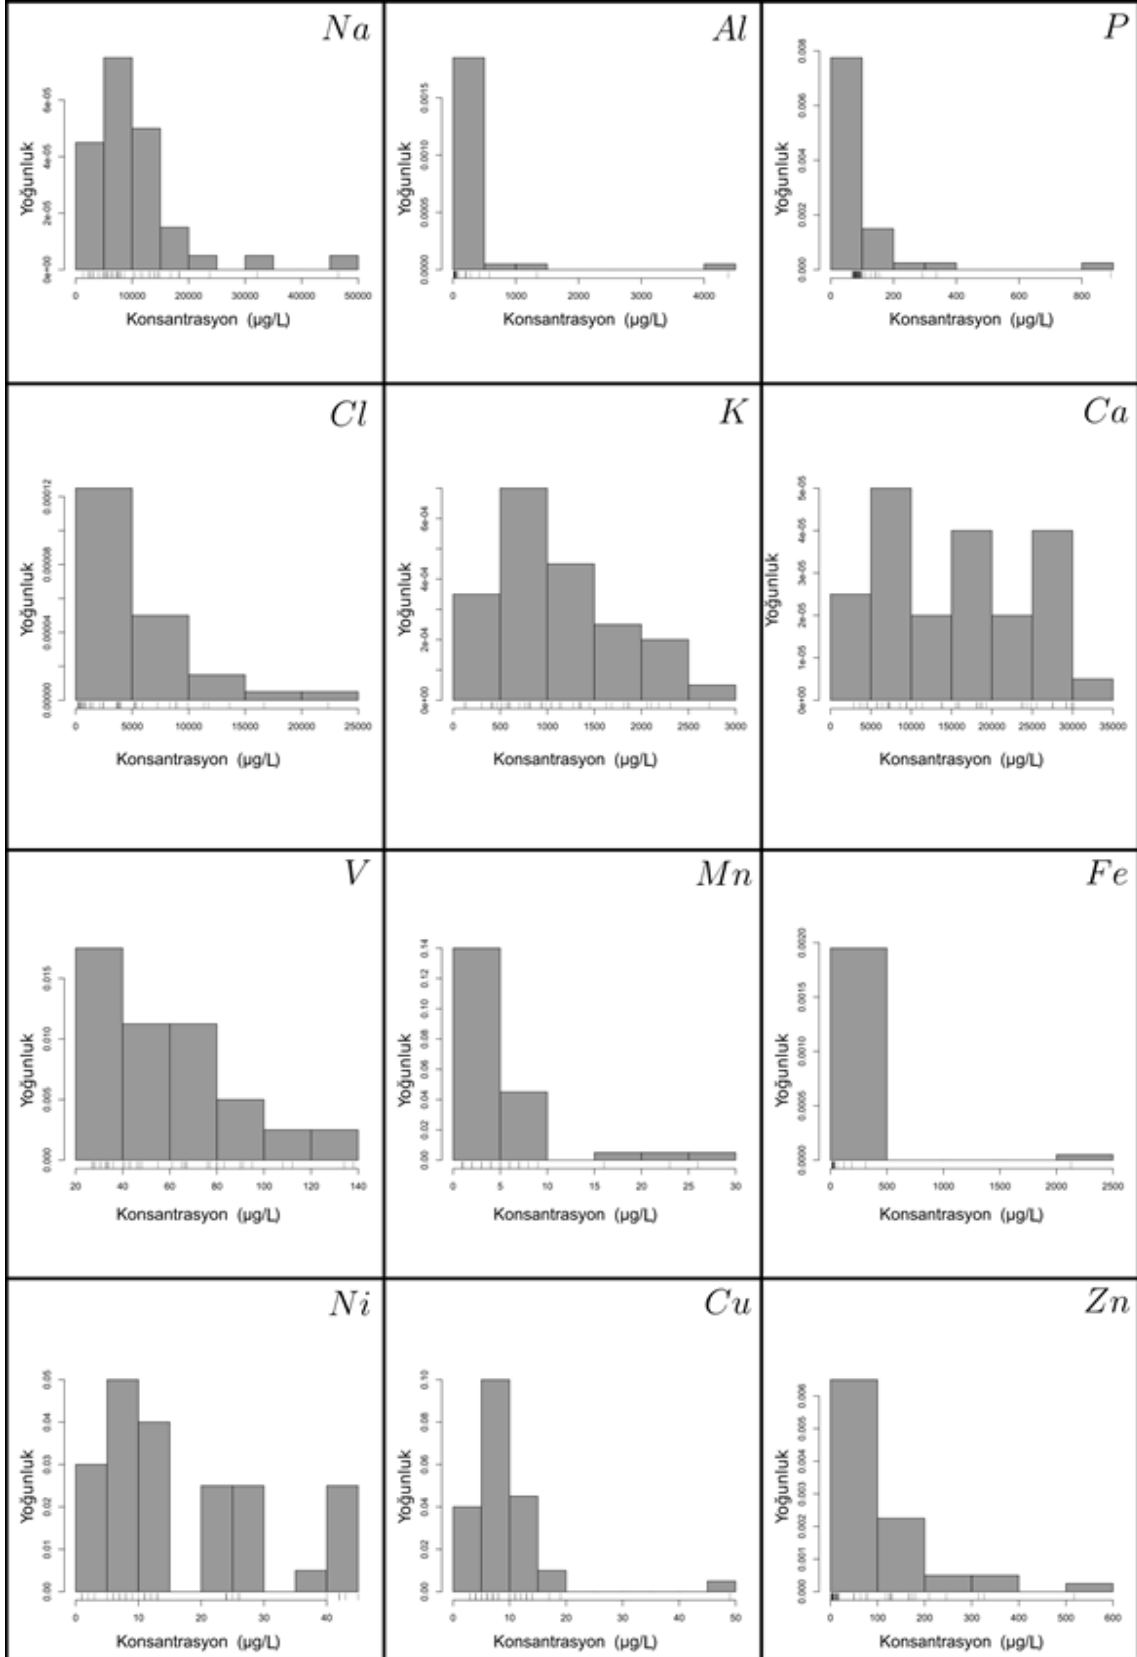 Na
Yoğunluk
0e+00 2e-05 4e-05 6e-05
0 10000 20000 30000 40000 50000
Konsantrasyon (µg/L)
Al
Yoğunluk
0.0000 0.0005 0.0010 0.0015
0 1000 2000 3000 4000
Konsantrasyon (µg/L)
P
Yoğunluk
0.000 0.002 0.004 0.006 0.008
0 200 400 600 800
Konsantrasyon (µg/L)
Cl
Yoğunluk
0.00000 0.00004 0.00008 0.00012
0 5000 10000 15000 20000 25000
Konsantrasyon (µg/L)
K
Yoğunluk
0e+00 2e-04 4e-04 6e-04
0 500 1000 1500 2000 2500 3000
Konsantrasyon (µg/L)
Ca
Yoğunluk
0e+00 1e-05 2e-05 3e-05 4e-05 5e-05
0 5000 10000 15000 20000 25000 30000 35000
Konsantrasyon (µg/L)
V
Yoğunluk
0.000 0.005 0.010 0.015
20 40 60 80 100 120 140
Konsantrasyon (µg/L)
Mn
Yoğunluk
0.00 0.02 0.04 0.06 0.08 0.10 0.12 0.14
0 5 10 15 20 25 30
Konsantrasyon (µg/L)
Fe
Yoğunluk
0.0000 0.0005 0.0010 0.0015 0.0020
0 500 1000 1500 2000 2500
Konsantrasyon (µg/L)
Ni
Yoğunluk
0.00 0.01 0.02 0.03 0.04 0.05
0 10 20 30 40
Konsantrasyon (µg/L)
Cu
Yoğunluk
0.00 0.02 0.04 0.06 0.08 0.10
0 10 20 30 40 50
Konsantrasyon (µg/L)
Zn
Yoğunluk
0.000 0.001 0.002 0.003 0.004 0.005 0.006
0 100 200 300 400 500 600
Konsantrasyon (µg/L)